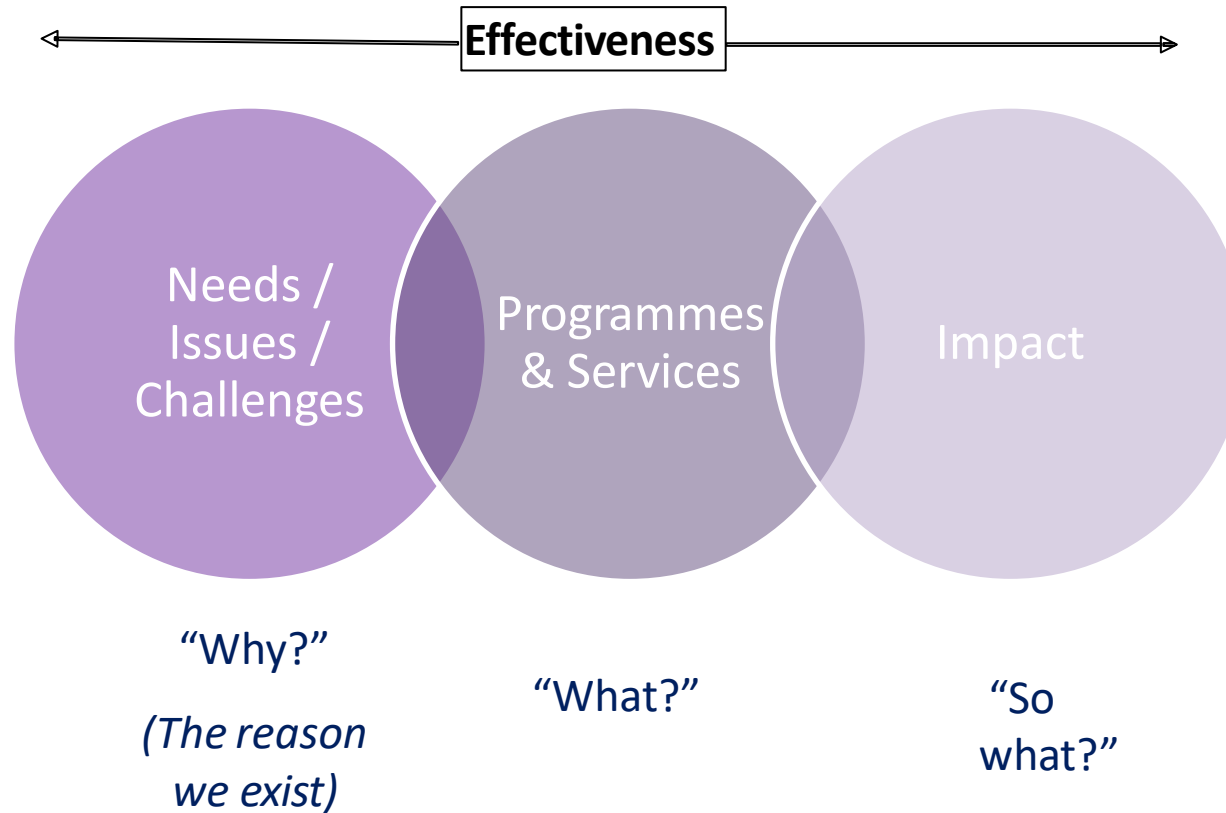 Effectiveness
Needs /
Issues /
Challenges
Programmes
& Services
Impact
“Why?”
(The reason
we exist)
“What?”
“So
what?”